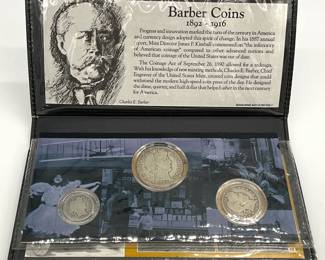 Barber Coins
1892 - 1916
Progress and innovation marked the turn of the century in America
and currency design adopted this spirit of change. In his 1887 annual
report, Mint Director James P. Kimball commented on "the inferiority
of American coinage" compared to other advanced nations and
believed that coinage of the United States was out of date.
The Coinage Act of September 26, 1890 allowed for a redesign.
With his knowledge of new minting methods, Charles E. Barber, Chief
Engraver of the United States Mint, created coin designs that could
withstand the modern high-speed coin press of the day. He designed
the dime, quarter, and half dollar that helped to change coinage in
America.
Charles E. Barber